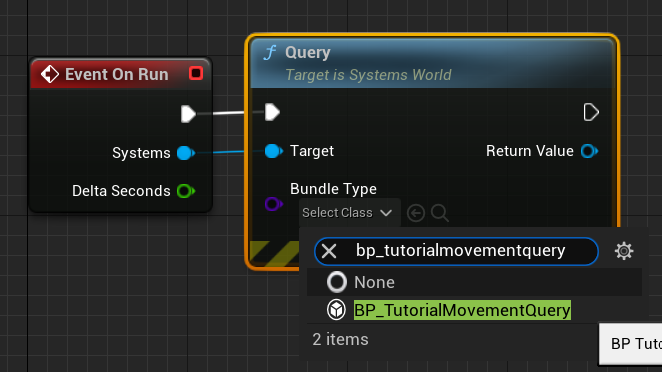 Event On Run
Systems
Delta Seconds
f Query
Target is Systems World
Target
Return Value
Bundle Type
Select Class
bp_tutorialmovementquery
None
BP_TutorialMovementQuery
2 items
BP Tuto